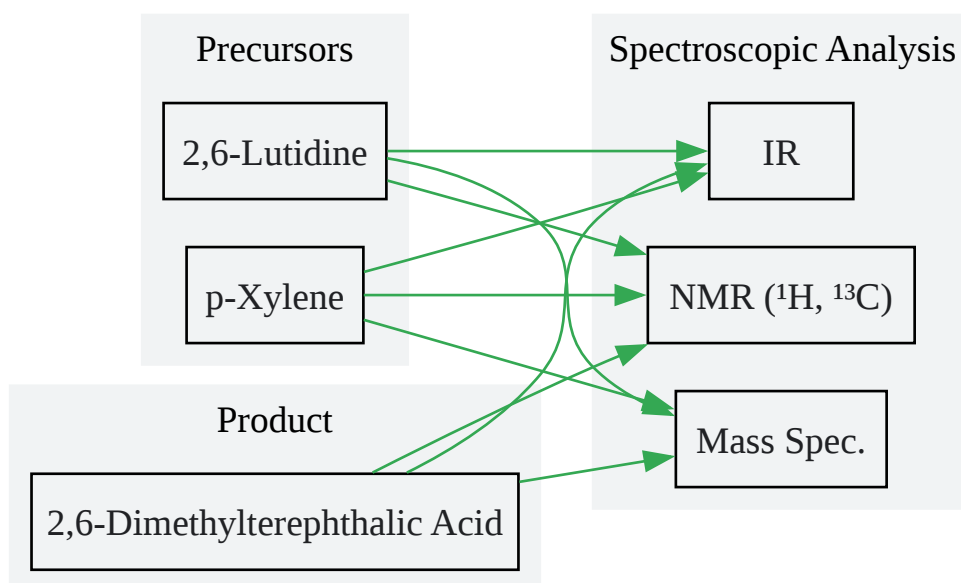 Precursors
2,6-Lutidine
p-Xylene
Product
2,6-Dimethylterephthalic Acid
Spectroscopic Analysis
IR
NMR (¹H, ¹³C)
Mass Spec.